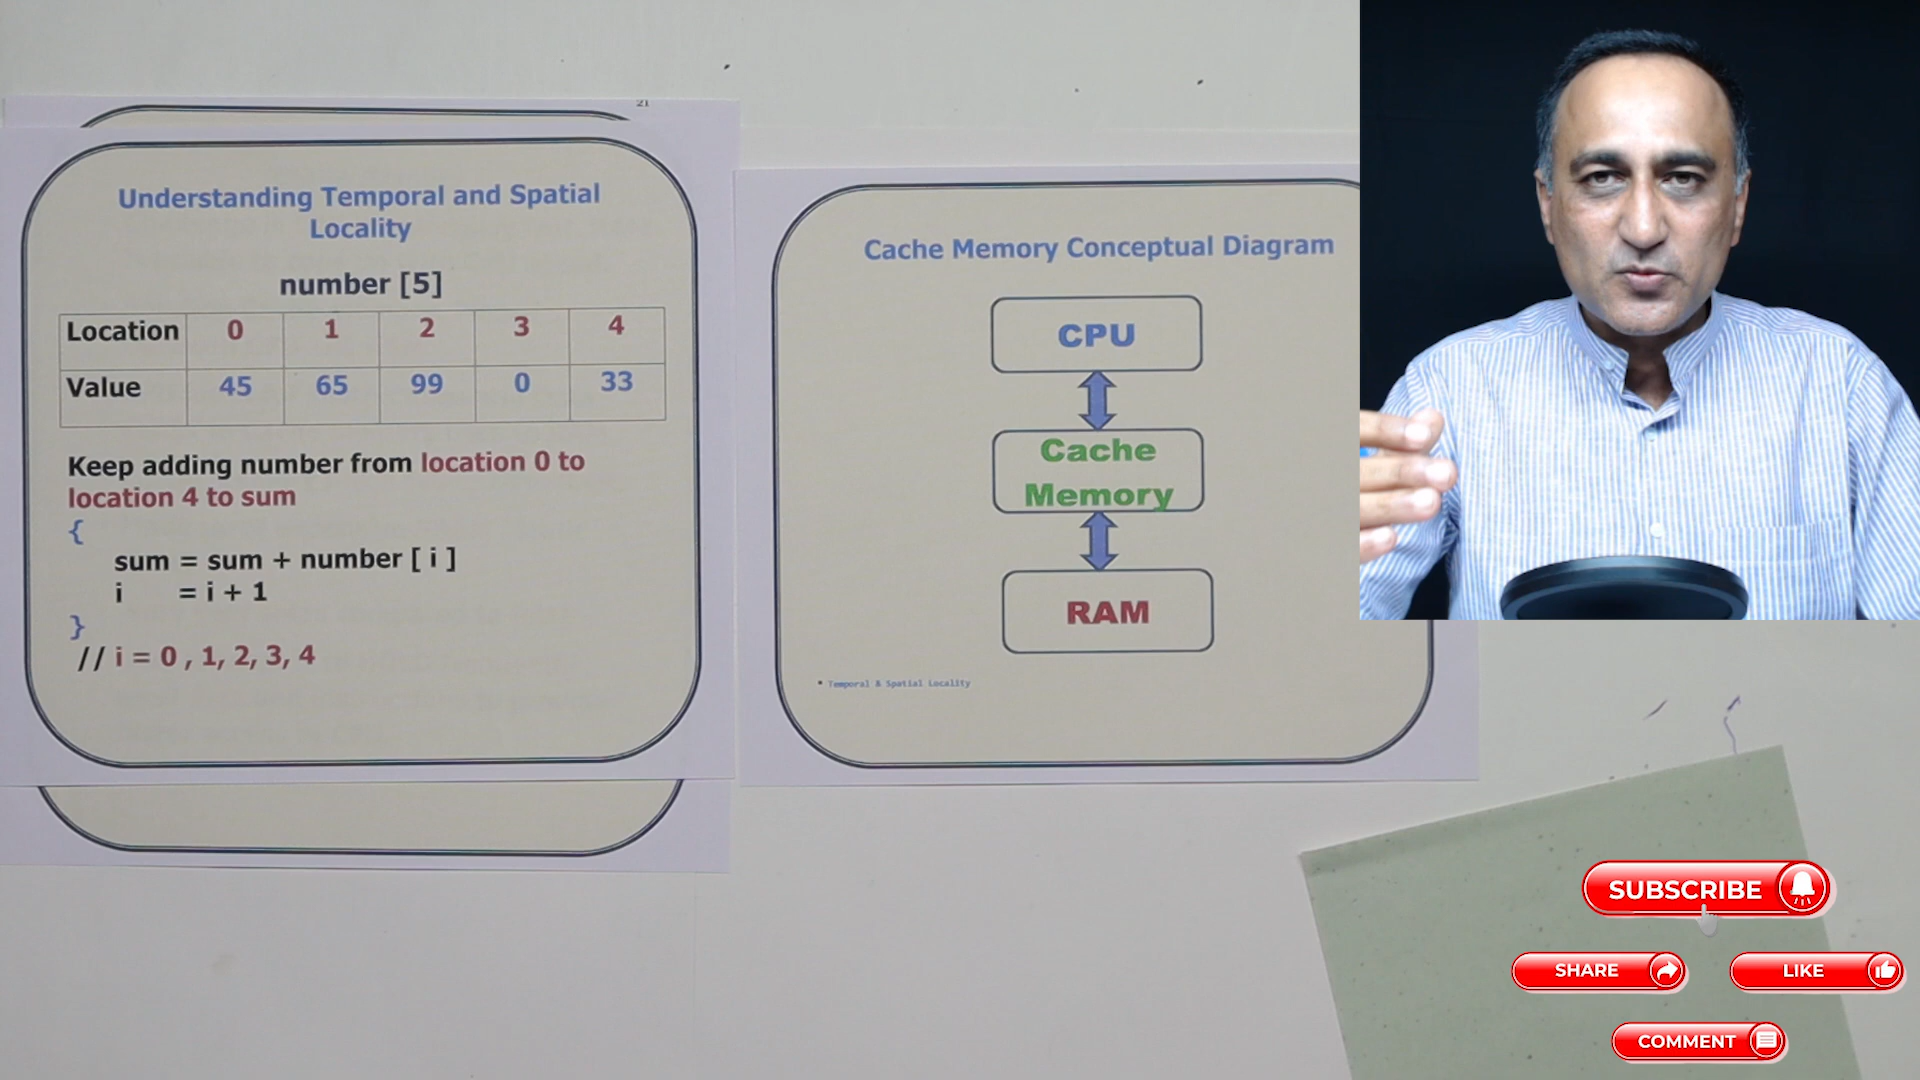 21
Understanding Temporal and Spatial
Locality
number [5]
Location 0 1 2 3 4
Value 45 65 99 0 33
Keep adding number from location 0 to
location 4 to sum
{
sum = sum + number [ i ]
i = i + 1
}
// i = 0 , 1, 2, 3, 4
Cache Memory Conceptual Diagram
CPU
Cache
Memory
RAM
* Temporal & Spatial Locality
SUBSCRIBE
SHARE
LIKE
COMMENT